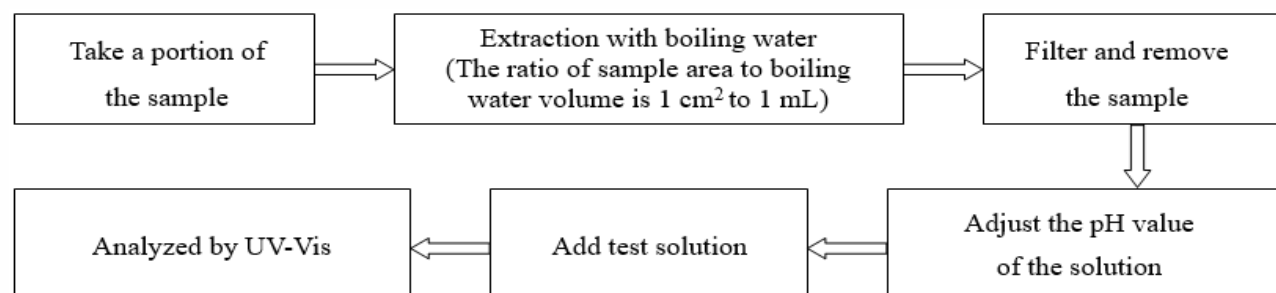 Take a portion of
the sample
Extraction with boiling water
(The ratio of sample area to boiling
water volume is 1 cm² to 1 mL)
Filter and remove
the sample
Adjust the pH value
of the solution
Add test solution
Analyzed by UV-Vis